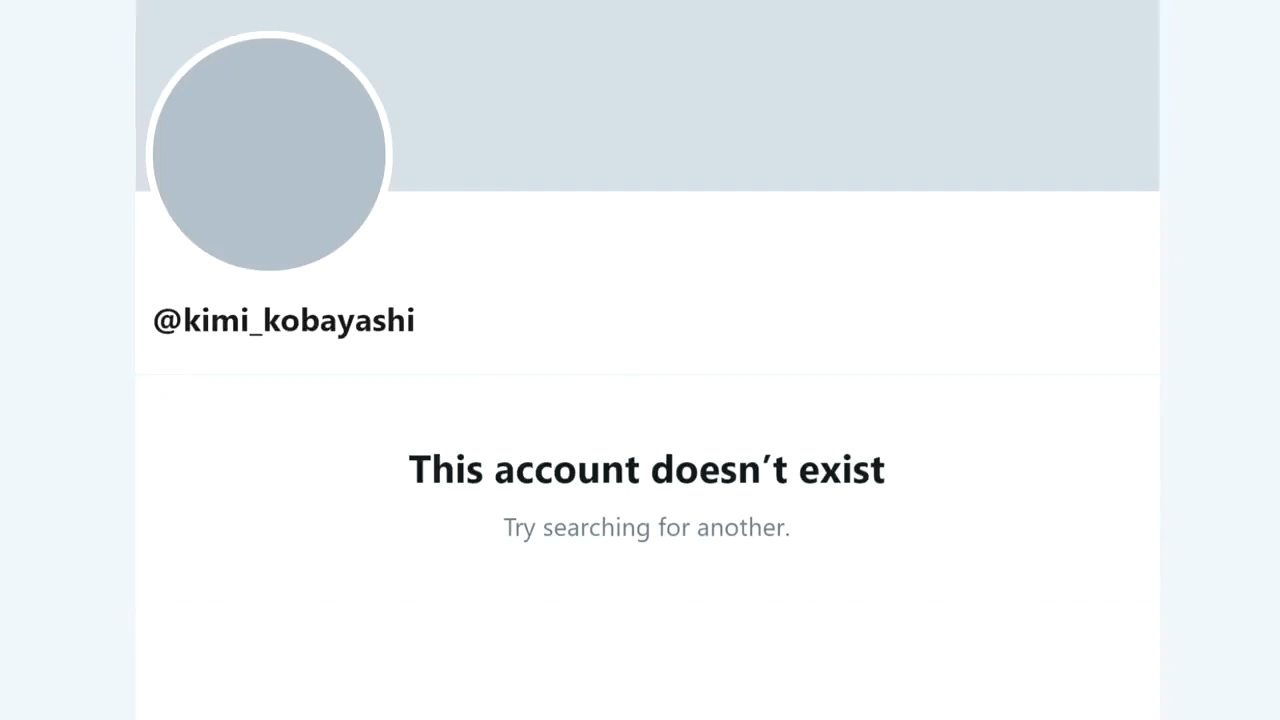 @kimi_kobayashi
This account doesn’t exist
Try searching for another.